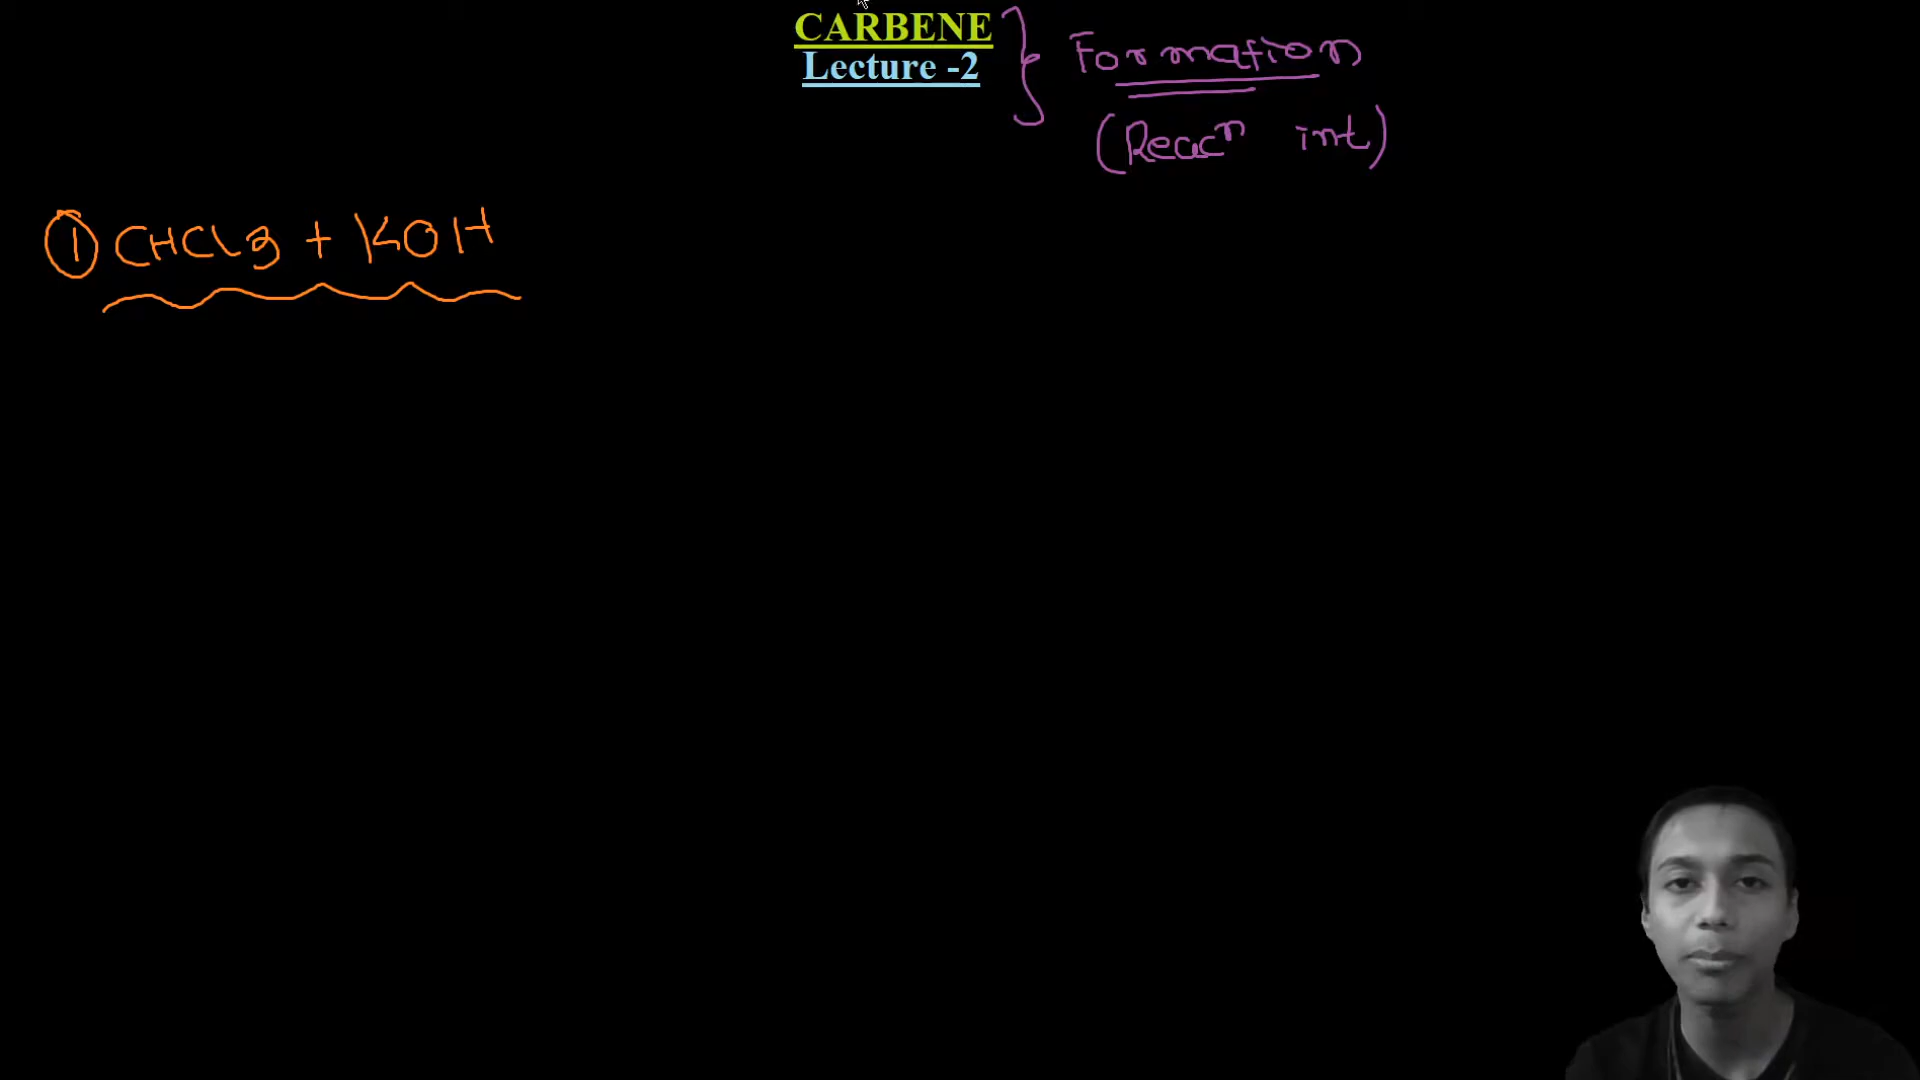 CARBENE
Lecture -2
Formation
(Reacⁿ int)
① CHCl3 + KOH